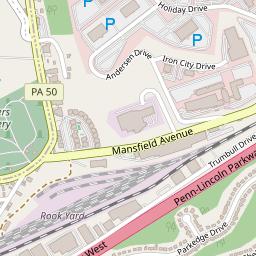 Holiday Drive
P
P
P
Andersen Drive
Iron City Drive
PA 50
Mansfield Avenue
Trumbull Drive
Penn-Lincoln Parkway
West
Rook Yard
Parkedge Drive